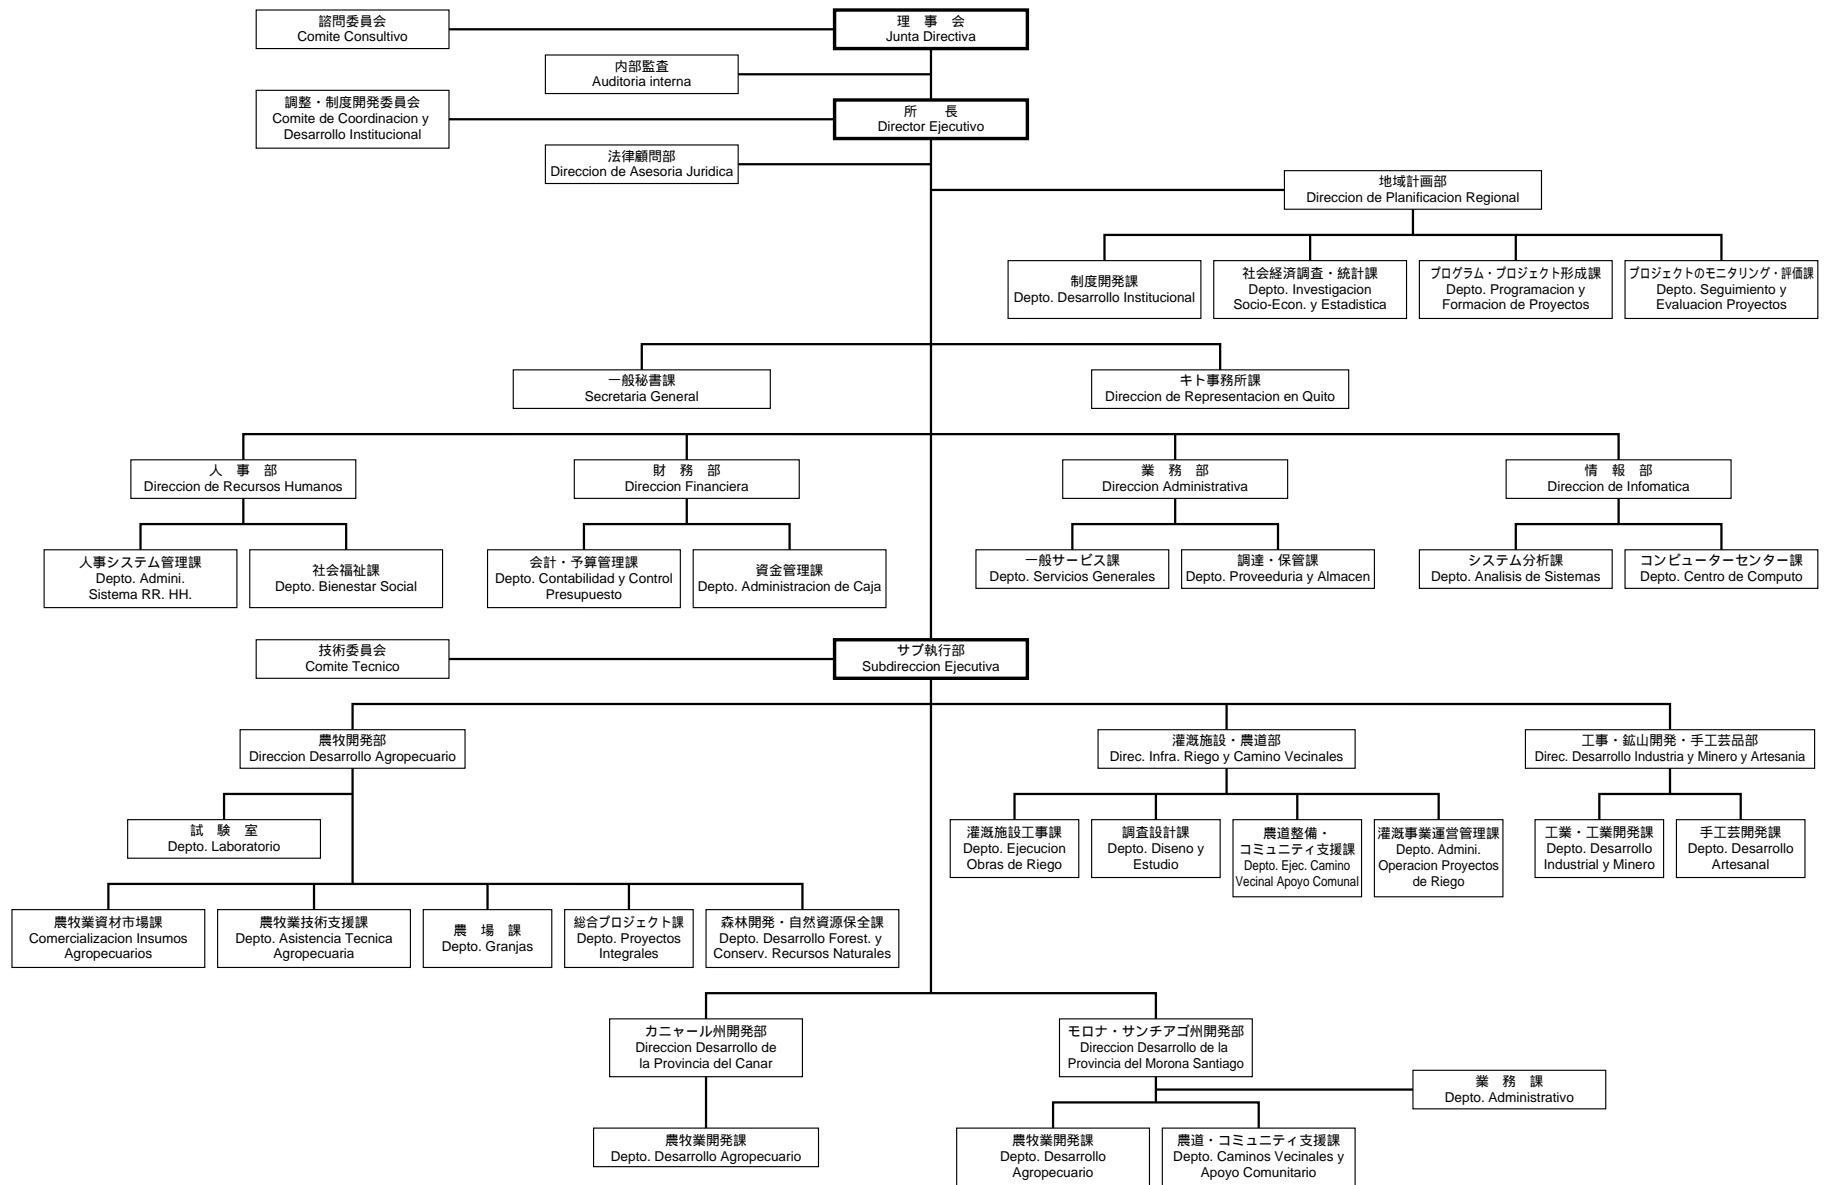 諮問委員会
Comite Consultivo
理 事 会
Junta Directiva
内部監査
Auditoria interna
調整・制度開発委員会
Comite de Coordinacion y
Desarrollo Institucional
所 長
Director Ejecutivo
法律顧問部
Direccion de Asesoria Juridica
地域計画部
Direccion de Planificacion Regional
制度開発課
Depto. Desarrollo Institucional
社会経済調査・統計課
Depto. Investigacion
Socio-Econ. y Estadistica
プログラム・プロジェクト形成課
Depto. Programacion y
Formacion de Proyectos
プロジェクトのモニタリング・評価課
Depto. Seguimiento y
Evaluacion Proyectos
一般秘書課
Secretaria General
キト事務所課
Direccion de Representacion en Quito
人 事 部
Direccion de Recursos Humanos
財 務 部
Direccion Financiera
業 務 部
Direccion Administrativa
情 報 部
Direccion de Infomatica
人事システム管理課
Depto. Admini.
Sistema RR. HH.
社会福祉課
Depto. Bienestar Social
会計・予算管理課
Depto. Contabilidad y Control
Presupuesto
資金管理課
Depto. Administracion de Caja
一般サービス課
Depto. Servicios Generales
調達・保管課
Depto. Proveeduria y Almacen
システム分析課
Depto. Analisis de Sistemas
コンピューターセンター課
Depto. Centro de Computo
技術委員会
Comite Tecnico
サブ執行部
Subdireccion Ejecutiva
農牧開発部
Direccion Desarrollo Agropecuario
灌漑施設・農道部
Direc. Infra. Riego y Camino Vecinales
工事・鉱山開発・手工芸品部
Direc. Desarrollo Industria y Minero y Artesania
試 験 室
Depto. Laboratorio
灌漑施設工事課
Depto. Ejecucion
Obras de Riego
調査設計課
Depto. Diseno y
Estudio
農道整備・
コミュニティ支援課
Depto. Ejec. Camino
Vecinal Apoyo Comunal
灌漑事業運営管理課
Depto. Admini.
Operacion Proyectos
de Riego
工業・工業開発課
Depto. Desarrollo
Industrial y Minero
手工芸開発課
Depto. Desarrollo
Artesanal
農牧業資材市場課
Comercializacion Insumos
Agropecuarios
農牧業技術支援課
Depto. Asistencia Tecnica
Agropecuaria
農 場 課
Depto. Granjas
総合プロジェクト課
Depto. Proyectos
Integrales
森林開発・自然資源保全課
Depto. Desarrollo Forest. y
Conserv. Recursos Naturales
カニャール州開発部
Direccion Desarrollo de
la Provincia del Canar
モロナ・サンチアゴ州開発部
Direccion Desarrollo de la
Provincia del Morona Santiago
業 務 課
Depto. Administrativo
農牧業開発課
Depto. Desarrollo Agropecuario
農牧業開発課
Depto. Desarrollo
Agropecuario
農道・コミュニティ支援課
Depto. Caminos Vecinales y
Apoyo Comunitario